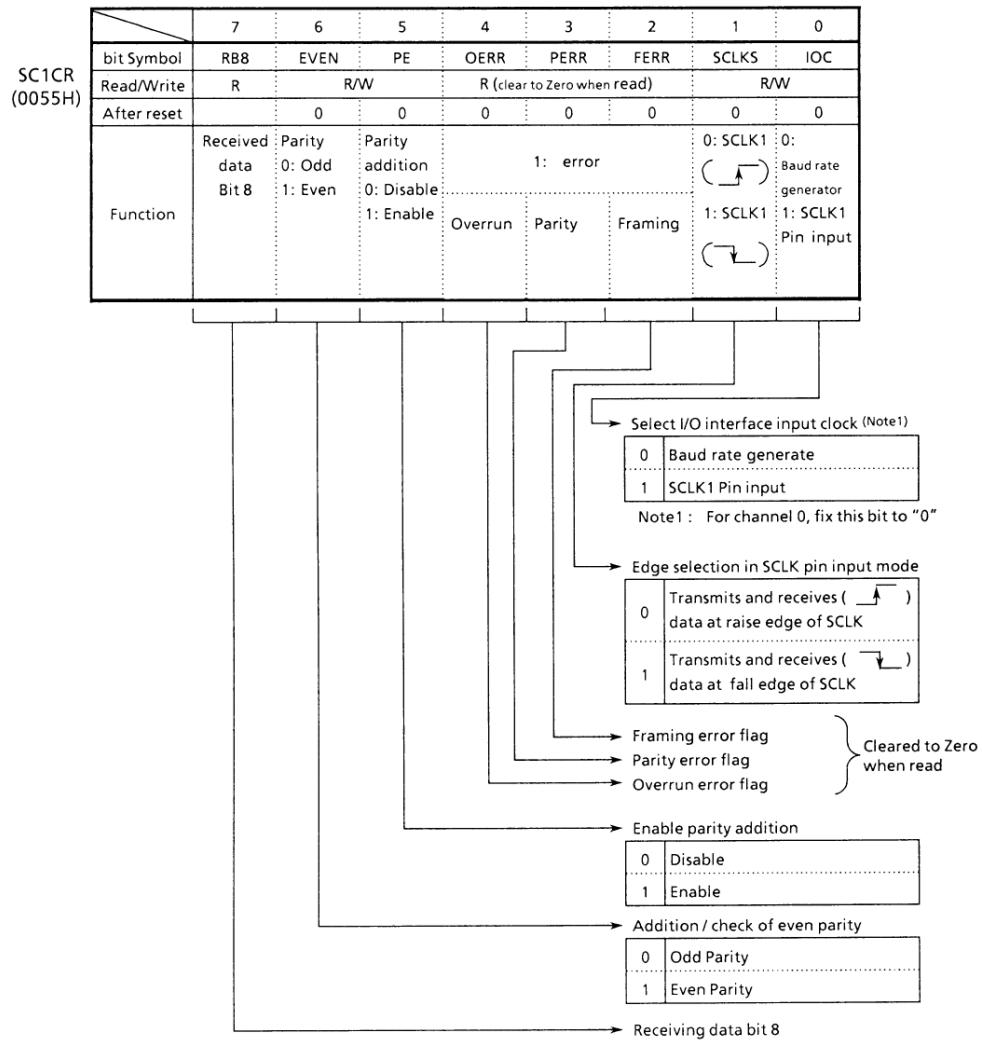 7 6 5 4 3 2 1 0
bit Symbol RB8 EVEN PE OERR PERR FERR SCLKS IOC
SC1CR
(0055H)
Read/Write R R/W R (clear to Zero when read) R/W
After reset 0 0 0 0 0 0 0
Function
Received
data
Bit 8
Parity
0: Odd
1: Even
Parity
addition
0: Disable
1: Enable
1: error
Overrun Parity Framing
0: SCLK1
( )
1: SCLK1
( )
0:
Baud rate
generator
1: SCLK1
Pin input
Select I/O interface input clock (Note1)
0 Baud rate generate
1 SCLK1 Pin input
Note1 : For channel 0, fix this bit to "0"
Edge selection in SCLK pin input mode
0 Transmits and receives ( )
data at raise edge of SCLK
1 Transmits and receives ( )
data at fall edge of SCLK
Framing error flag
Parity error flag
Overrun error flag
Cleared to Zero
when read
Enable parity addition
0 Disable
1 Enable
Addition / check of even parity
0 Odd Parity
1 Even Parity
Receiving data bit 8